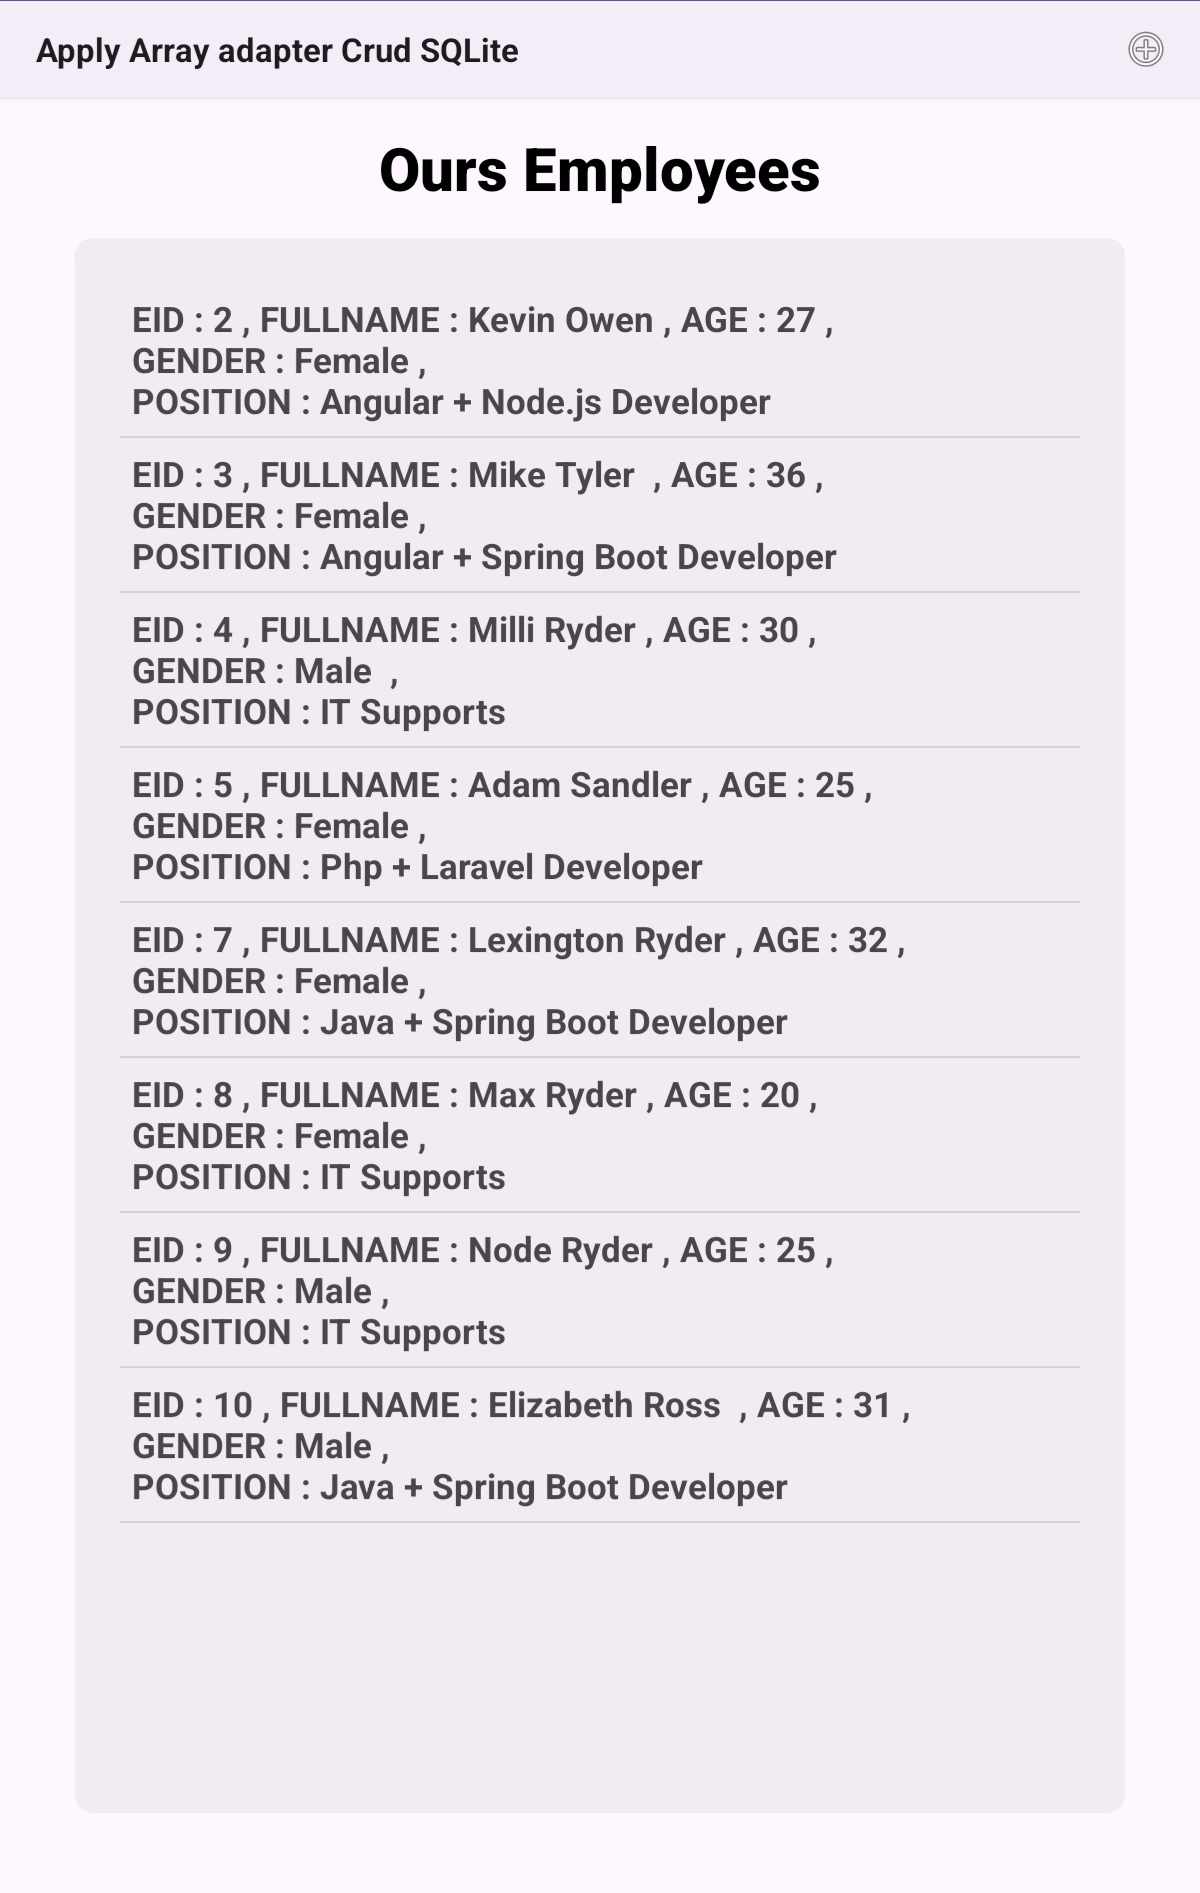 Apply Array adapter Crud SQLite
Ours Employees
EID : 2 , FULLNAME : Kevin Owen , AGE : 27 ,
GENDER : Female ,
POSITION : Angular + Node.js Developer
EID : 3 , FULLNAME : Mike Tyler  , AGE : 36 ,
GENDER : Female ,
POSITION : Angular + Spring Boot Developer
EID : 4 , FULLNAME : Milli Ryder , AGE : 30 ,
GENDER : Male  ,
POSITION : IT Supports
EID : 5 , FULLNAME : Adam Sandler , AGE : 25 ,
GENDER : Female ,
POSITION : Php + Laravel Developer
EID : 7 , FULLNAME : Lexington Ryder , AGE : 32 ,
GENDER : Female ,
POSITION : Java + Spring Boot Developer
EID : 8 , FULLNAME : Max Ryder , AGE : 20 ,
GENDER : Female ,
POSITION : IT Supports
EID : 9 , FULLNAME : Node Ryder , AGE : 25 ,
GENDER : Male ,
POSITION : IT Supports
EID : 10 , FULLNAME : Elizabeth Ross  , AGE : 31 ,
GENDER : Male ,
POSITION : Java + Spring Boot Developer